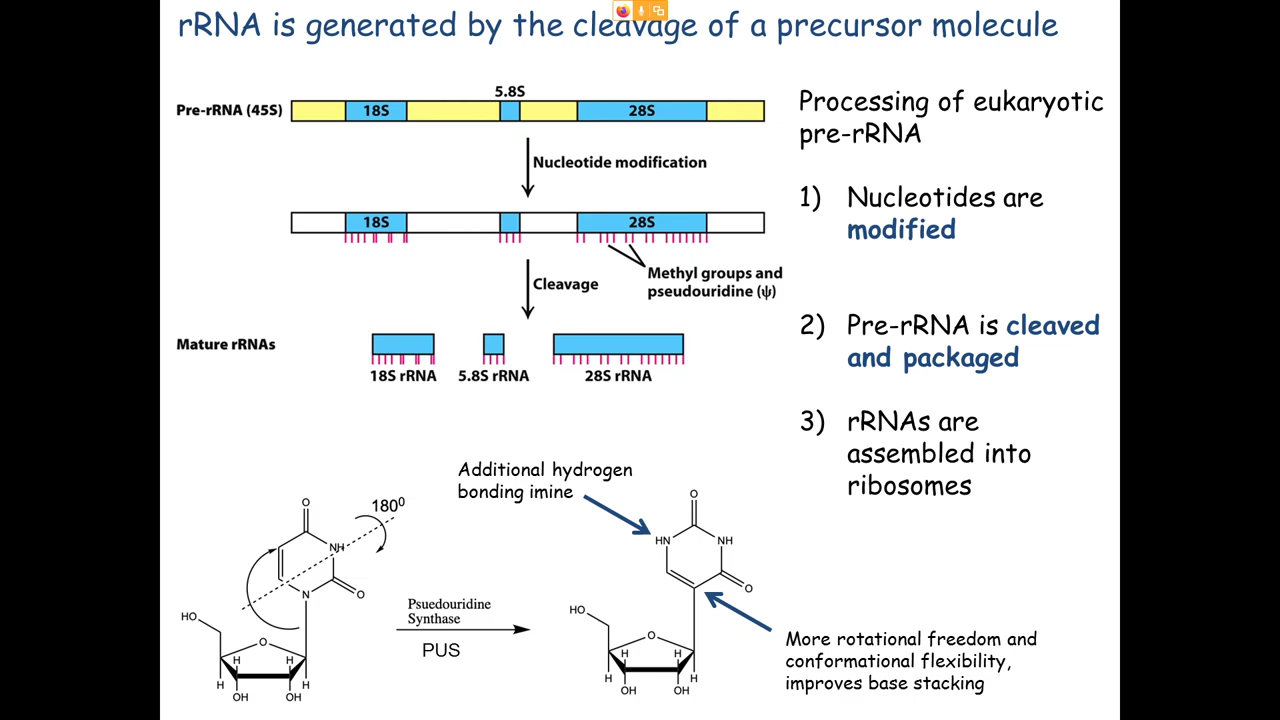 rRNA is generated by the cleavage of a precursor molecule
5.8S
Pre-rRNA (45S)
18S
28S
Nucleotide modification
18S
28S
Methyl groups and
pseudouridine (ψ)
Cleavage
Mature rRNAs
18S rRNA
5.8S rRNA
28S rRNA
Processing of eukaryotic
pre-rRNA
1) Nucleotides are
modified
2) Pre-rRNA is cleaved
and packaged
3) rRNAs are
assembled into
ribosomes
Additional hydrogen
bonding imine
180⁰
O
NH
N
O
HO
O
H
H
H
H
OH
OH
Psuedouridine
Synthase
PUS
O
HN
NH
O
HO
O
H
H
H
H
OH
OH
More rotational freedom and
conformational flexibility,
improves base stacking